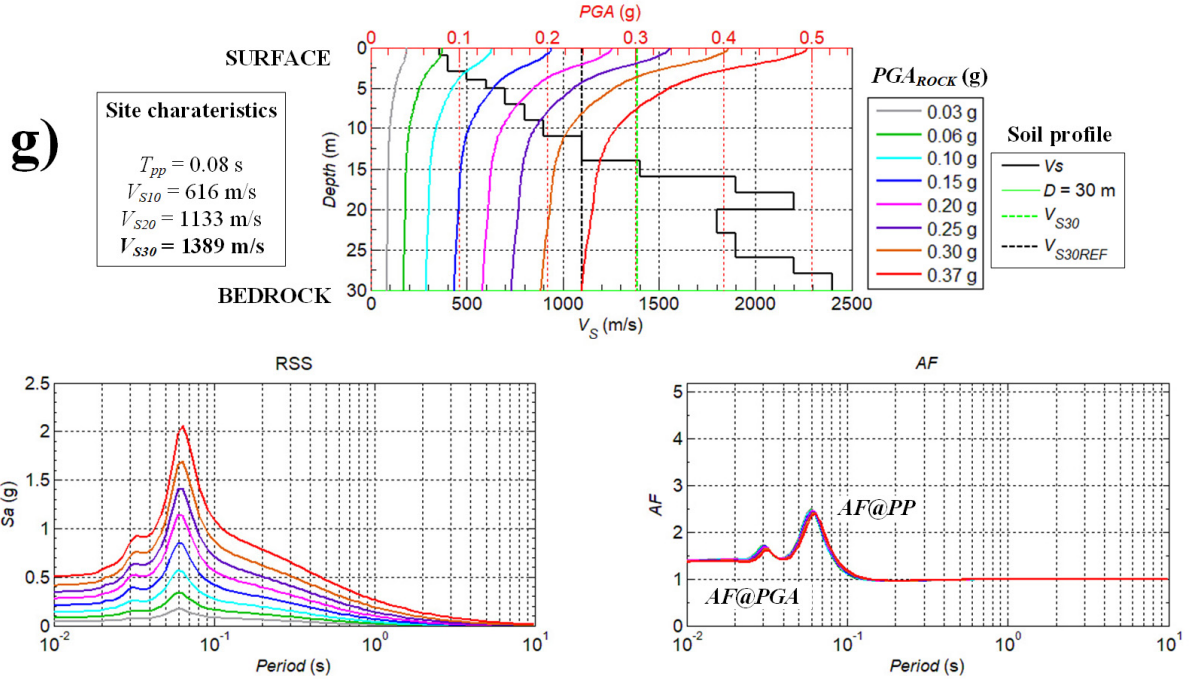 g)
Site charateristics
Tpp = 0.08 s
VS10 = 616 m/s
VS20 = 1133 m/s
VS30 = 1389 m/s
PGA (g)
0 0.1 0.2 0.3 0.4 0.5
SURFACE
BEDROCK
Depth (m)
0
5
10
15
20
25
30
0 500 1000 1500 2000 2500
VS (m/s)
PGAROCK (g)
0.03 g
0.06 g
0.10 g
0.15 g
0.20 g
0.25 g
0.30 g
0.37 g
Soil profile
Vs
D = 30 m
VS30
VS30REF
RSS
Sa (g)
2.5
2
1.5
1
0.5
0
10-2 10-1 100 101
Period (s)
AF
AF
5
4
3
2
1
0
AF@PP
AF@PGA
10-2 10-1 100 101
Period (s)